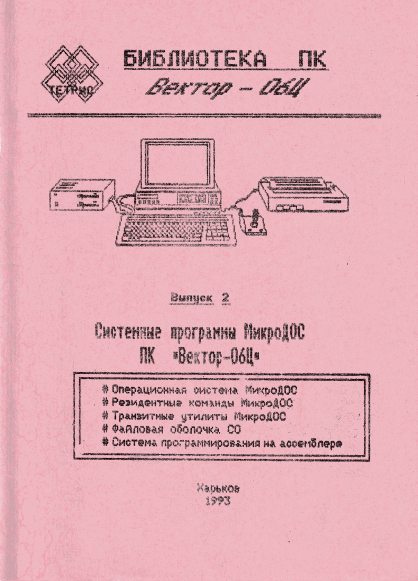 ТЕТРИС
БИБЛИОТЕКА ПК
Вектор - 06Ц
Выпуск 2
Системные программы МикроДОС
ПК "Вектор-06Ц"
# Операционная система МикроДОС
# Резидентные команды МикроДОС
# Транзитные утилиты МикроДОС
# Файловая оболочка СО
# Система программирования на ассемблере
Харьков
1993